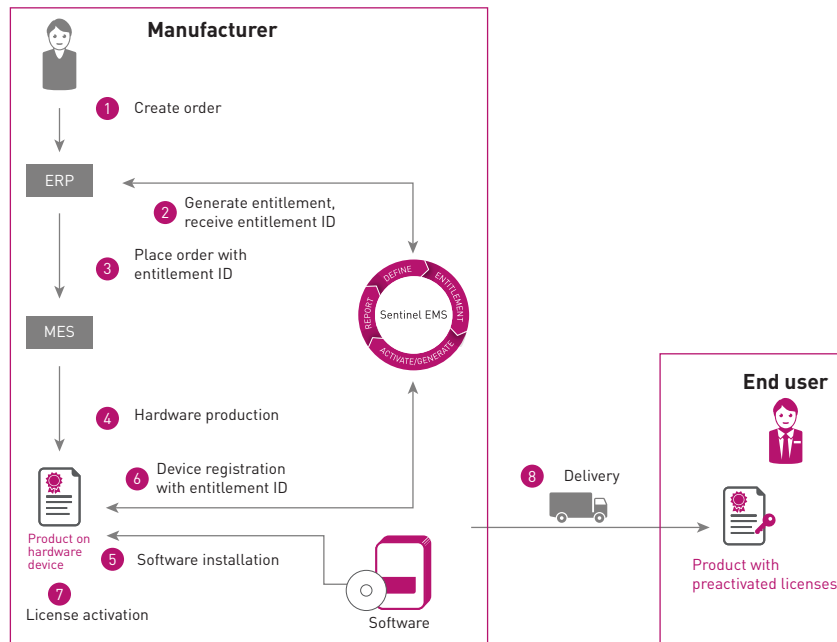 Manufacturer
1 Create order
ERP
2 Generate entitlement,
receive entitlement ID
3 Place order with
entitlement ID
DEFINE
ENTITLEMENT
ACTIVATE/GENERATE
REPORT
Sentinel EMS
MES
4 Hardware production
6 Device registration
with entitlement ID
Product on
hardware
device
5 Software installation
7
License activation
Software
8 Delivery
End user
Product with
preactivated licenses